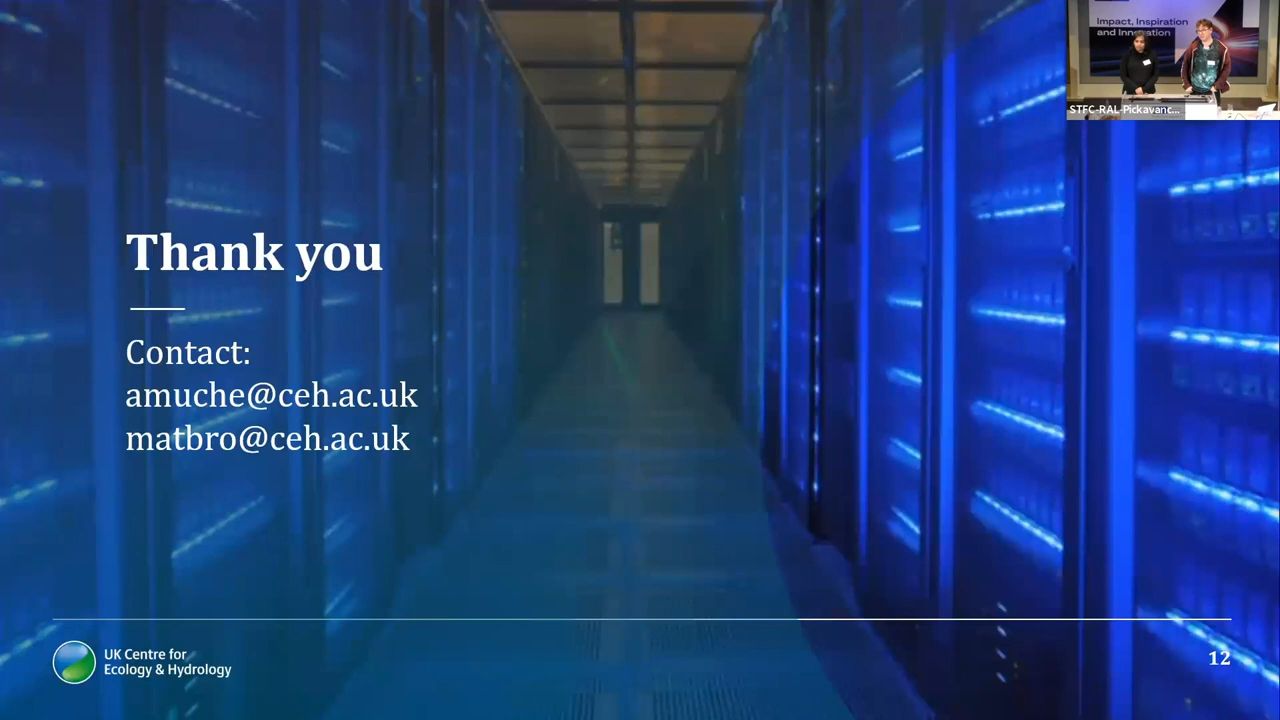 Impact, Inspiration
and Innovation
STFC-RAL-Pickavanc...
Thank you
Contact:
amuche@ceh.ac.uk
matbro@ceh.ac.uk
UK Centre for
Ecology & Hydrology
12